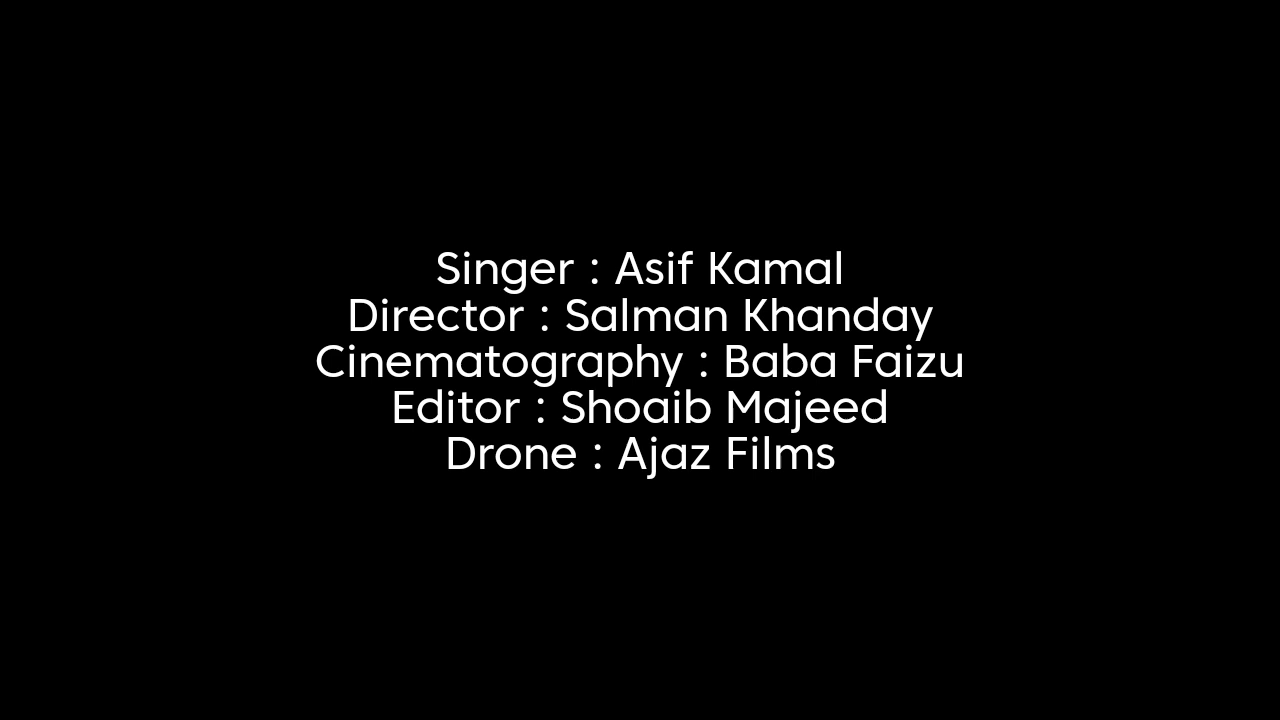 Singer : Asif Kamal
Director : Salman Khanday
Cinematography : Baba Faizu
Editor : Shoaib Majeed
Drone : Ajaz Films